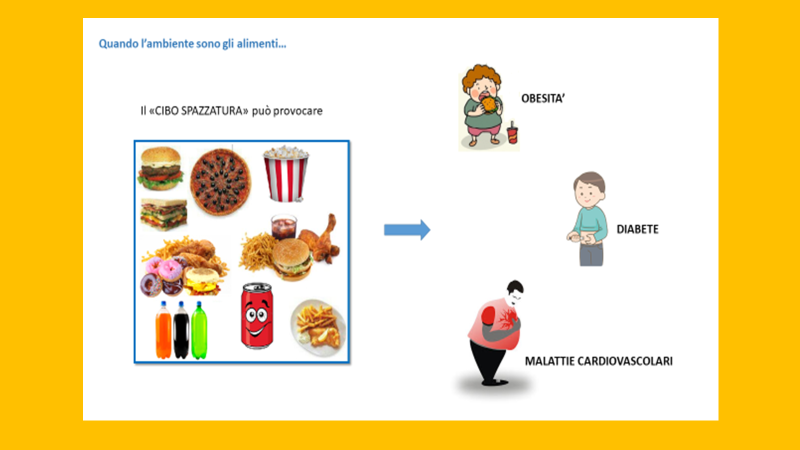 Quando l'ambiente sono gli alimenti...
Il «CIBO SPAZZATURA» può provocare
OBESITA'
DIABETE
MALATTIE CARDIOVASCOLARI